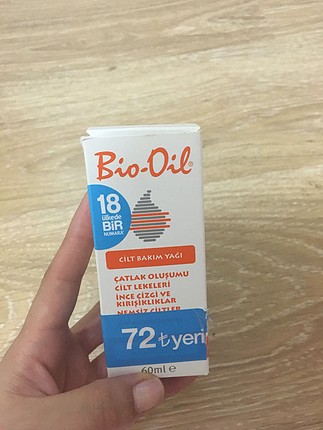 Bio-Oil®
18
ülkede
BİR
NUMARA*
CİLT BAKIM YAĞI
ÇATLAK OLUŞUMU
CİLT LEKELERİ
İNCE ÇİZGİ VE
KIRIŞIKLIKLAR
NEMSİZ CİLTLER
72₺ yeri
60ml e